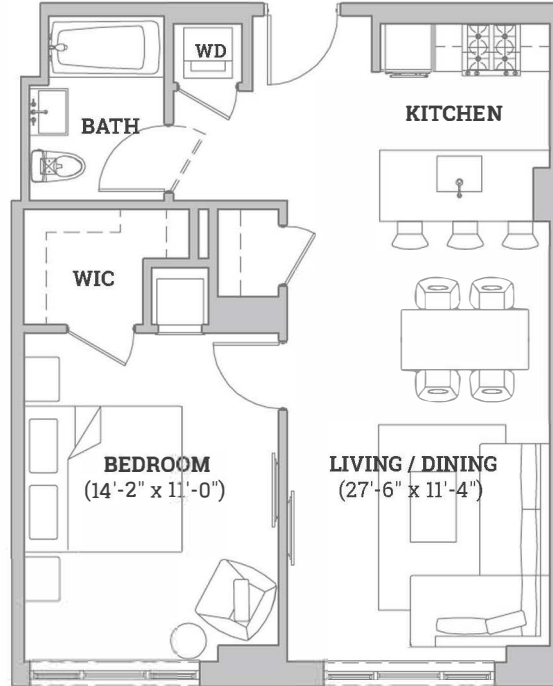 WD
BATH
KITCHEN
WIC
BEDROOM
(14'-2" x 11'-0")
LIVING / DINING
(27'-6" x 11'-4")